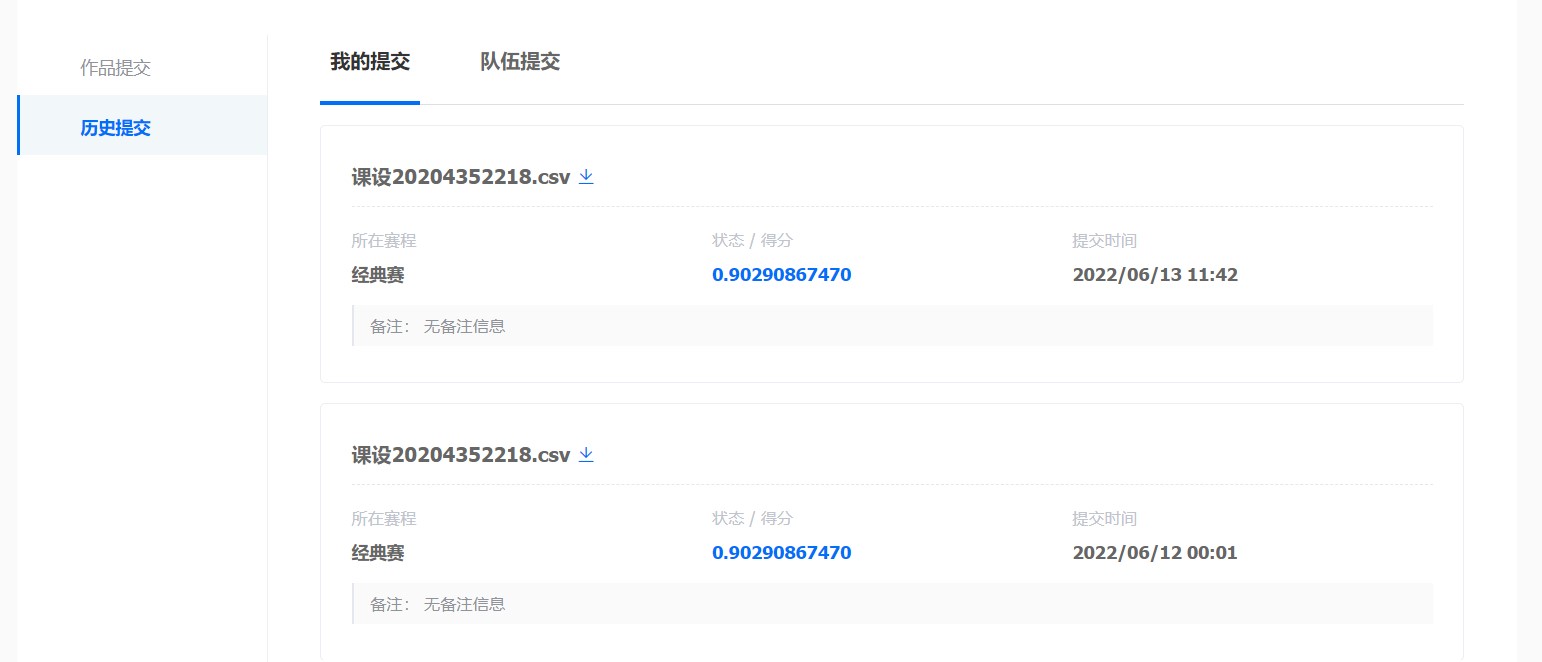 作品提交
历史提交
我的提交 队伍提交
课设20204352218.csv
所在赛程 状态 / 得分 提交时间
经典赛 0.90290867470 2022/06/13 11:42
备注： 无备注信息
课设20204352218.csv
所在赛程 状态 / 得分 提交时间
经典赛 0.90290867470 2022/06/12 00:01
备注： 无备注信息